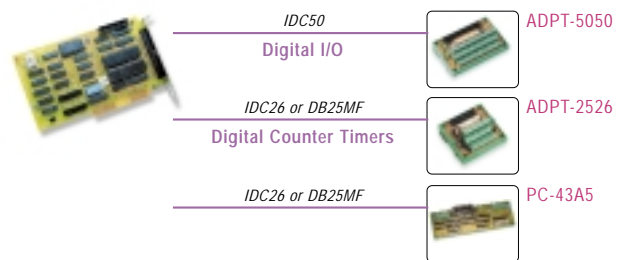 IDC50
ADPT-5050
Digital I/O
IDC26 or DB25MF
ADPT-2526
Digital Counter Timers
IDC26 or DB25MF
PC-43A5